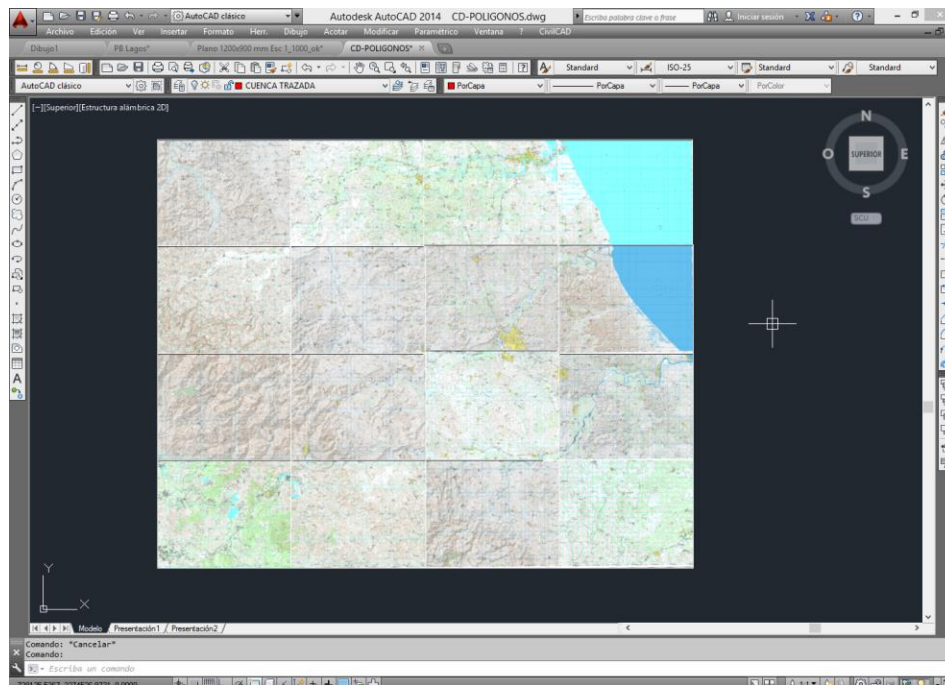 AutoCAD clásico
Autodesk AutoCAD 2014 CD-POLIGONOS.dwg
Escriba palabra clave o frase
Iniciar sesión
Archivo Edición Ver Insertar Formato Herr. Dibujo Acotar Modificar Paramétrico Ventana ? CivilCAD
Dibujo1 PB Lagos* Plano 1200x900 mm Esc 1_1000_ok* CD-POLIGONOS*
Standard ISO-25 Standard Standard
AutoCAD clásico CUENCA TRAZADA PorCapa PorCapa PorCapa PorColor
[−][Superior][Estructura alámbrica 2D]
N
O SUPERIOR E
S
SCU
Y
X
Modelo Presentación1 Presentación2
Comando: "Cancelar"
Comando:
Escriba un comando